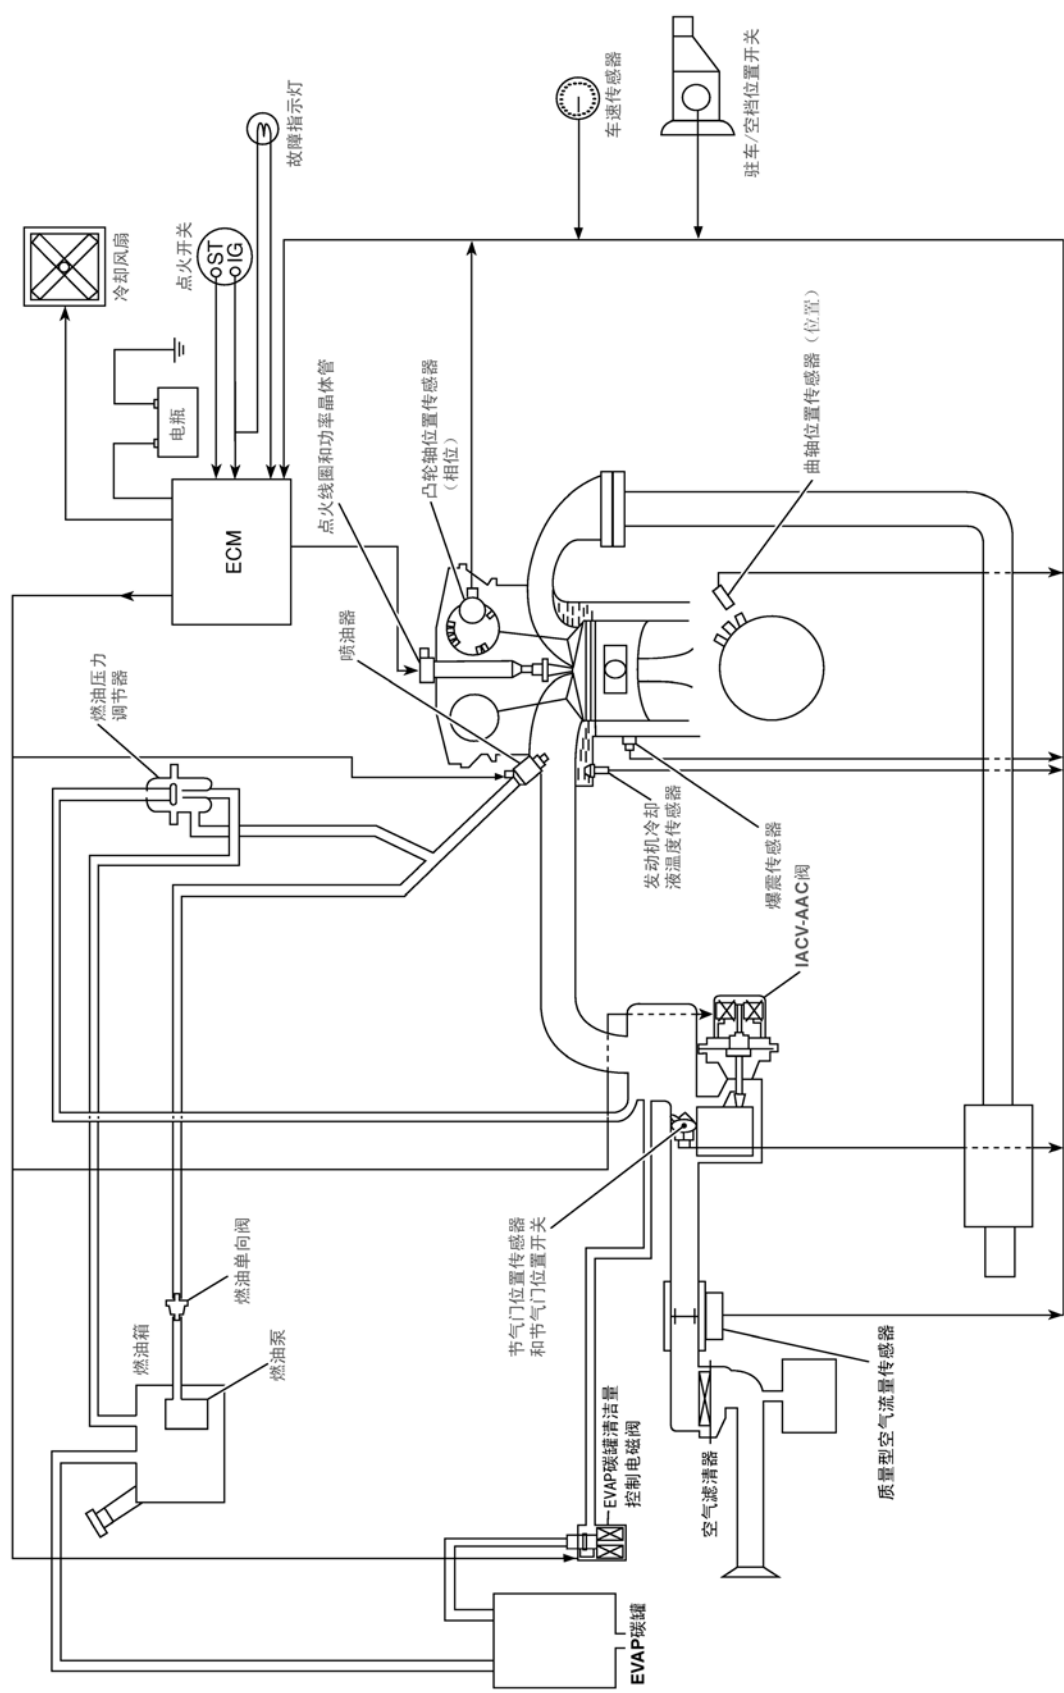 冷却风扇
点火开关
ST
IG
故障指示灯
电瓶
ECM
车速传感器
驻车/空档位置开关
点火线圈和功率晶体管
凸轮轴位置传感器
（相位）
曲轴位置传感器（位置）
喷油器
燃油压力
调节器
发动机冷却
液温度传感器
爆震传感器
IACV-AAC阀
燃油单向阀
燃油箱
燃油泵
节气门位置传感器
和节气门位置开关
EVAP碳罐清洁量
控制电磁阀
空气滤清器
质量型空气流量传感器
EVAP碳罐